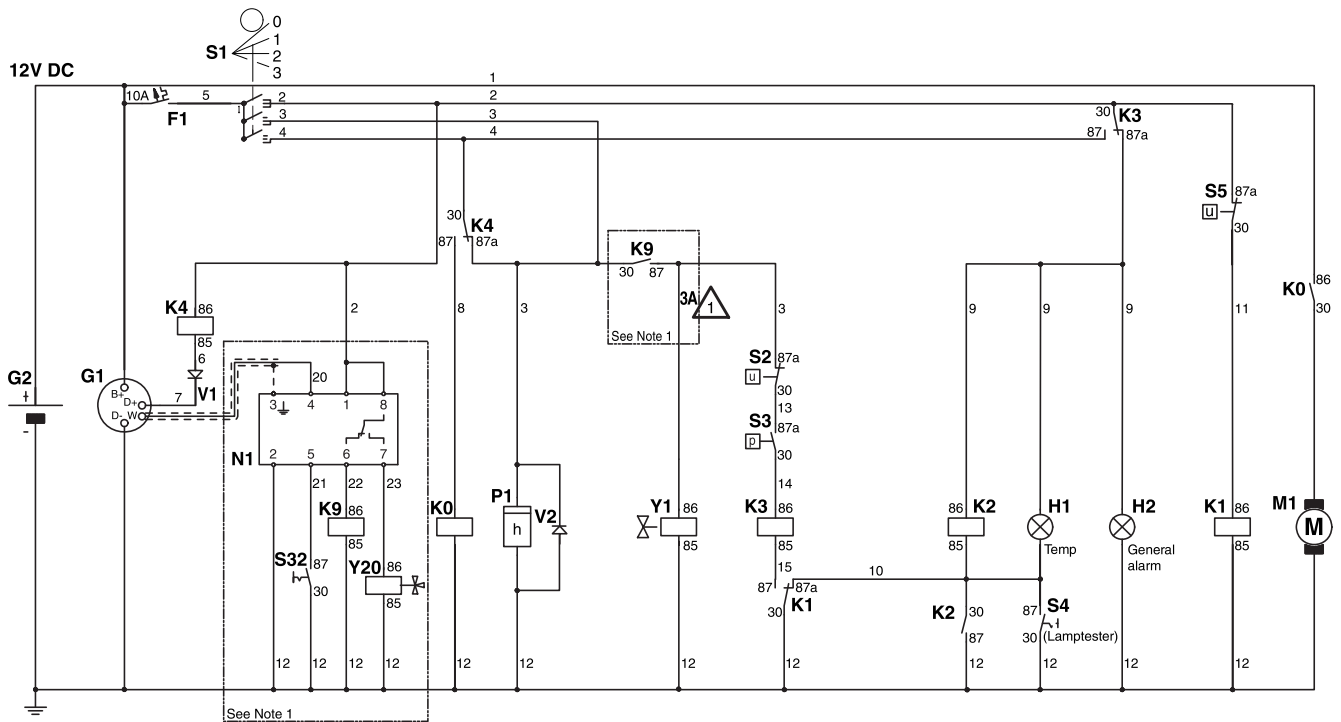 0
1
S1
2
3
12V DC
1
10A
5
2
2
F1
1
3
3
4
4
30
K3
87
87a
S5
87a
u
30
30
K4
87
87a
K9
30
87
3A
1
See Note 1
K4
86
85
6
V1
7
2
8
3
3
9
9
9
11
K0
86
30
G2
+
-
G1
B+
D+
D-
W
20
3
4
1
8
N1
2
5
6
7
21
22
23
S2
87a
u
30
13
S3
87a
p
30
14
K9
86
85
K0
P1
h
V2
Y1
86
85
K3
86
85
15
86
K2
85
H1
Temp
H2
General
alarm
K1
86
85
M1
M
S32
87
30
Y20
86
85
10
87
87a
30
K1
K2
30
87
87
S4
30
(Lamptester)
12
12
12
12
12
12
12
12
12
12
12
12
See Note 1